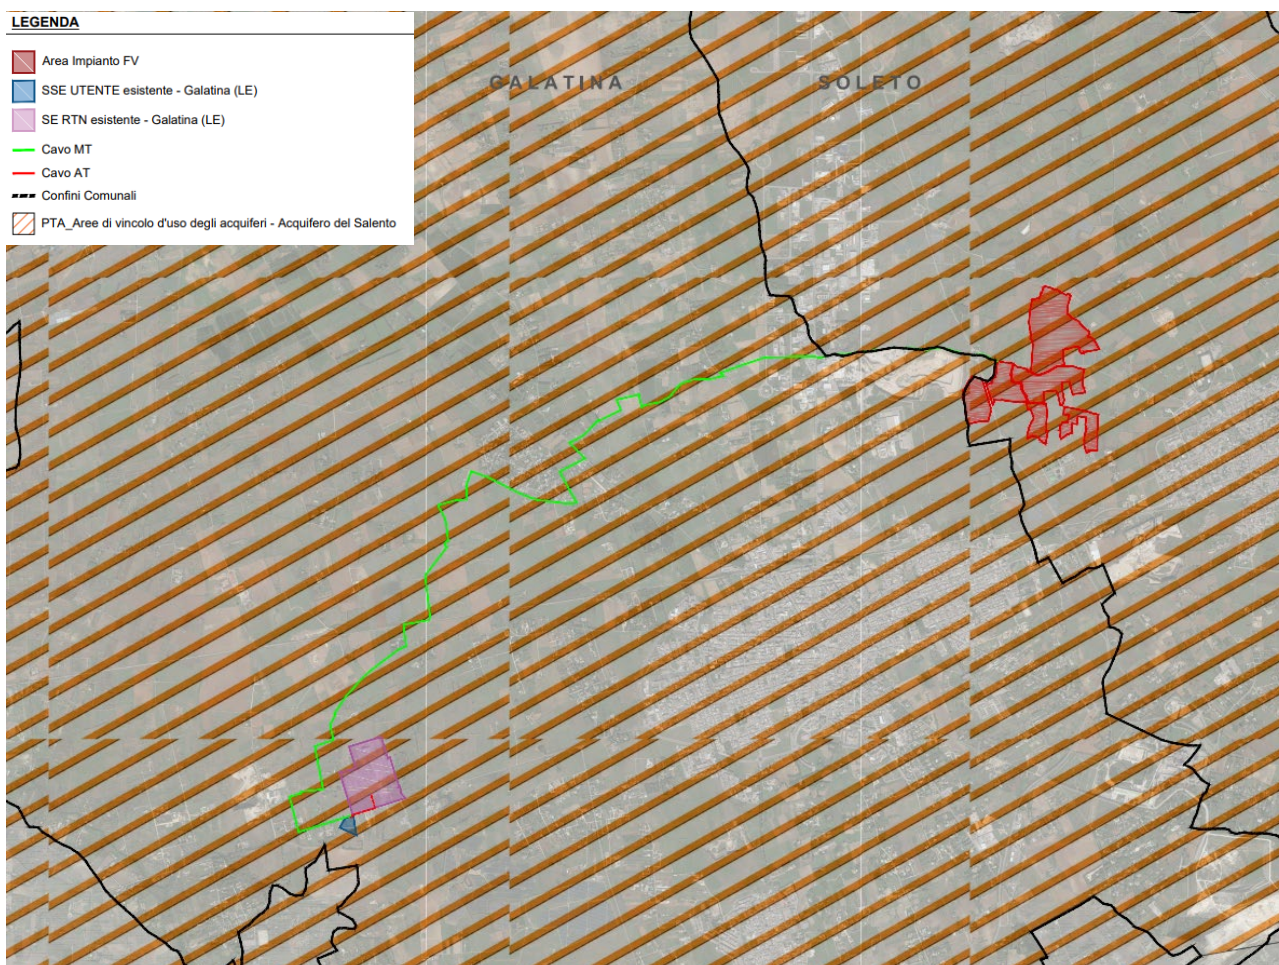 LEGENDA
Area Impianto FV
SSE UTENTE esistente - Galatina (LE)
SE RTN esistente - Galatina (LE)
Cavo MT
Cavo AT
Confini Comunali
PTA_Aree di vincolo d'uso degli acquiferi - Acquifero del Salento
GALATINA
SOLETO